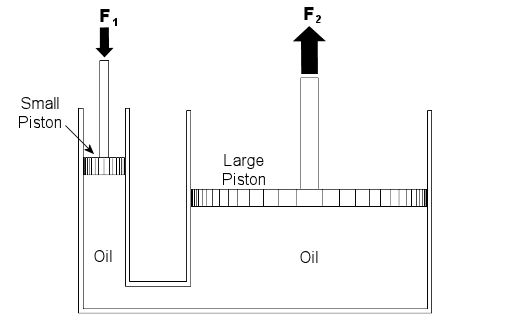 F1
F2
Small
Piston
Large
Piston
Oil
Oil